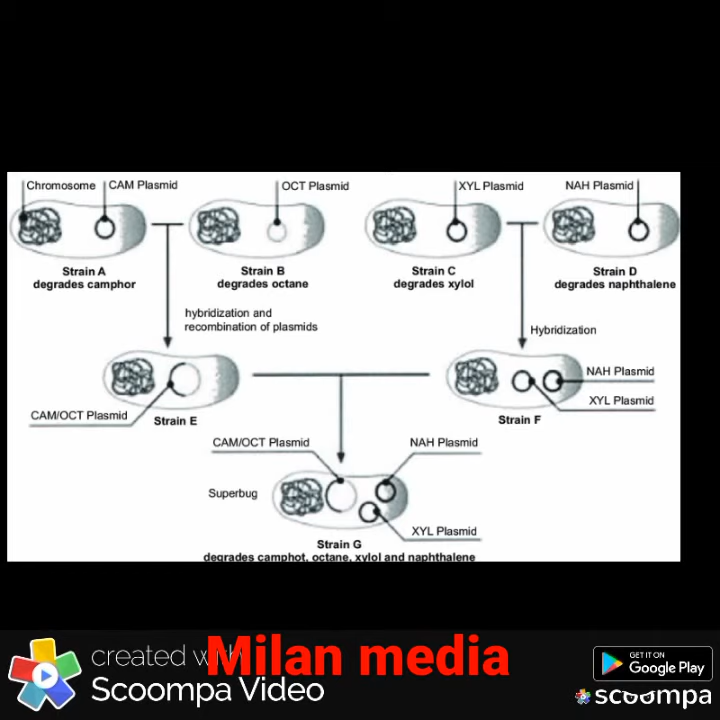 Chromosome
CAM Plasmid
OCT Plasmid
XYL Plasmid
NAH Plasmid
Strain A
degrades camphor
Strain B
degrades octane
Strain C
degrades xylol
Strain D
degrades naphthalene
hybridization and
recombination of plasmids
Hybridization
CAM/OCT Plasmid
Strain E
NAH Plasmid
XYL Plasmid
Strain F
CAM/OCT Plasmid
NAH Plasmid
Superbug
XYL Plasmid
Strain G
degrades camphot, octane, xylol and naphthalene
created with
Milan media
Scoompa Video
GET IT ON
Google Play
scoompa